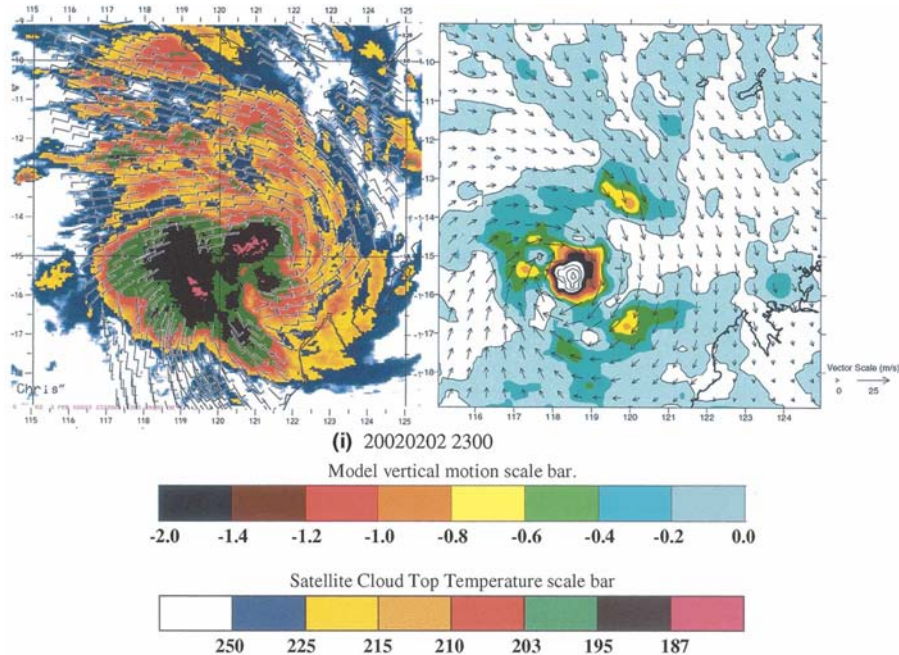 115 116 117 118 119 120 121 122 123 124 125
-9
-10
-11
-12
-13
-14
-15
-16
-17
-18
Chris"
115 116 117 118 119 120 121 122 123 124 125
-10
-11
-12
-13
-14
-15
-16
-17
-18
116 117 118 119 120 121 122 123 124
Vector Scale (m/s)
0 25
(i) 20020202 2300
Model vertical motion scale bar.
-2.0 -1.4 -1.2 -1.0 -0.8 -0.6 -0.4 -0.2 0.0
Satellite Cloud Top Temperature scale bar
250 225 215 210 203 195 187